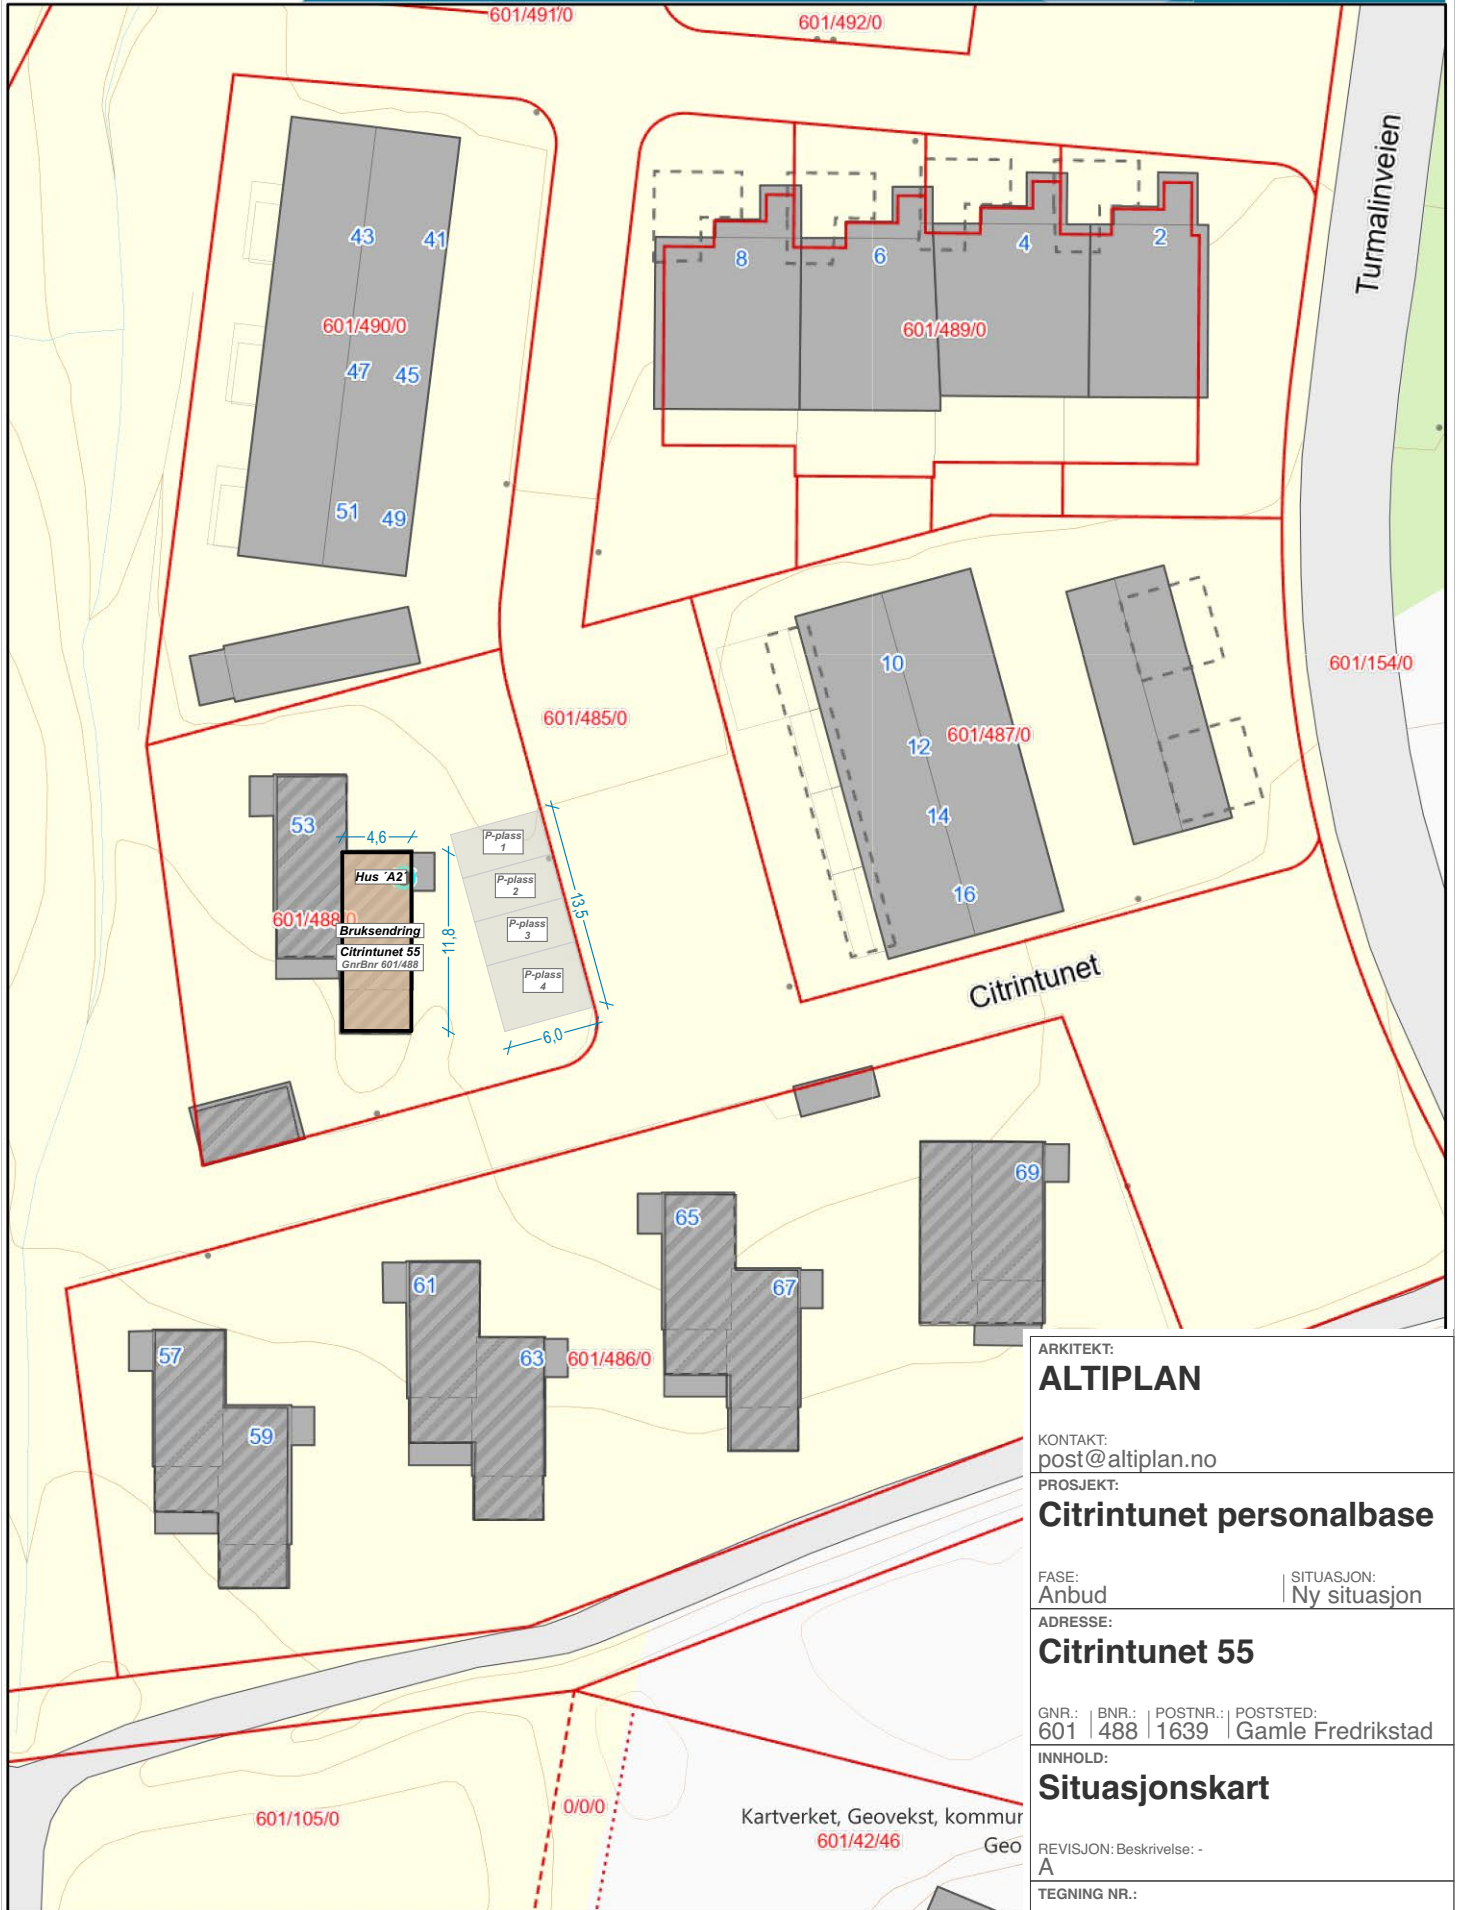 601/491/0
601/492/0
Turmalinveien
43
41
8
6
4
2
601/490/0
601/489/0
47
45
51
49
10
601/154/0
601/485/0
12
601/487/0
14
53
4,6
P-plass
1
Hus ´A2´
P-plass
2
16
601/488/0
13,5
Bruksendring
P-plass
3
11,8
Citrintunet 55
GnrBnr 601/488
P-plass
4
Citrintunet
6,0
69
65
61
67
57
63
601/486/0
59
ARKITEKT:
ALTIPLAN
KONTAKT:
post@altiplan.no
PROSJEKT:
Citrintunet personalbase
FASE: SITUASJON:
Anbud Ny situasjon
ADRESSE:
Citrintunet 55
GNR.: BNR.: POSTNR.: POSTSTED:
601 488 1639 Gamle Fredrikstad
INNHOLD:
Situasjonskart
REVISJON: Beskrivelse: -
A
TEGNING NR.:
601/105/0
0/0/0
Kartverket, Geovekst, kommun
601/42/46
Geo